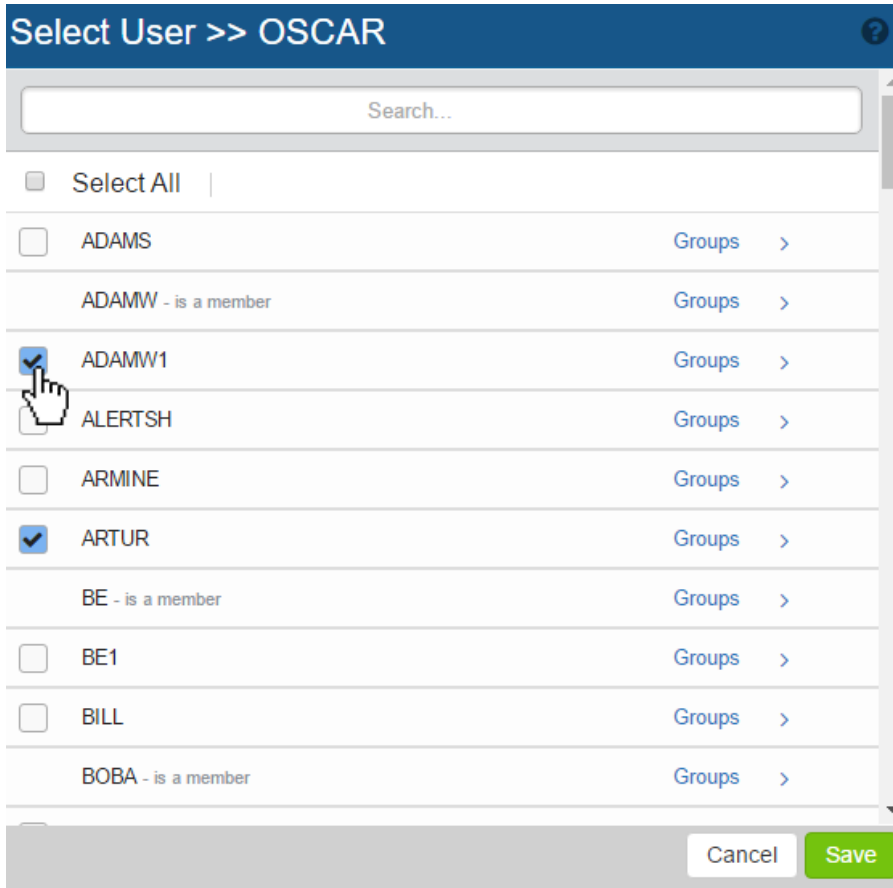 Select User >> OSCAR
?
Search...
Select All
ADAMS Groups >
ADAMW - is a member Groups >
ADAMW1 Groups >
ALERTSH Groups >
ARMINE Groups >
ARTUR Groups >
BE - is a member Groups >
BE1 Groups >
BILL Groups >
BOBA - is a member Groups >
Cancel Save